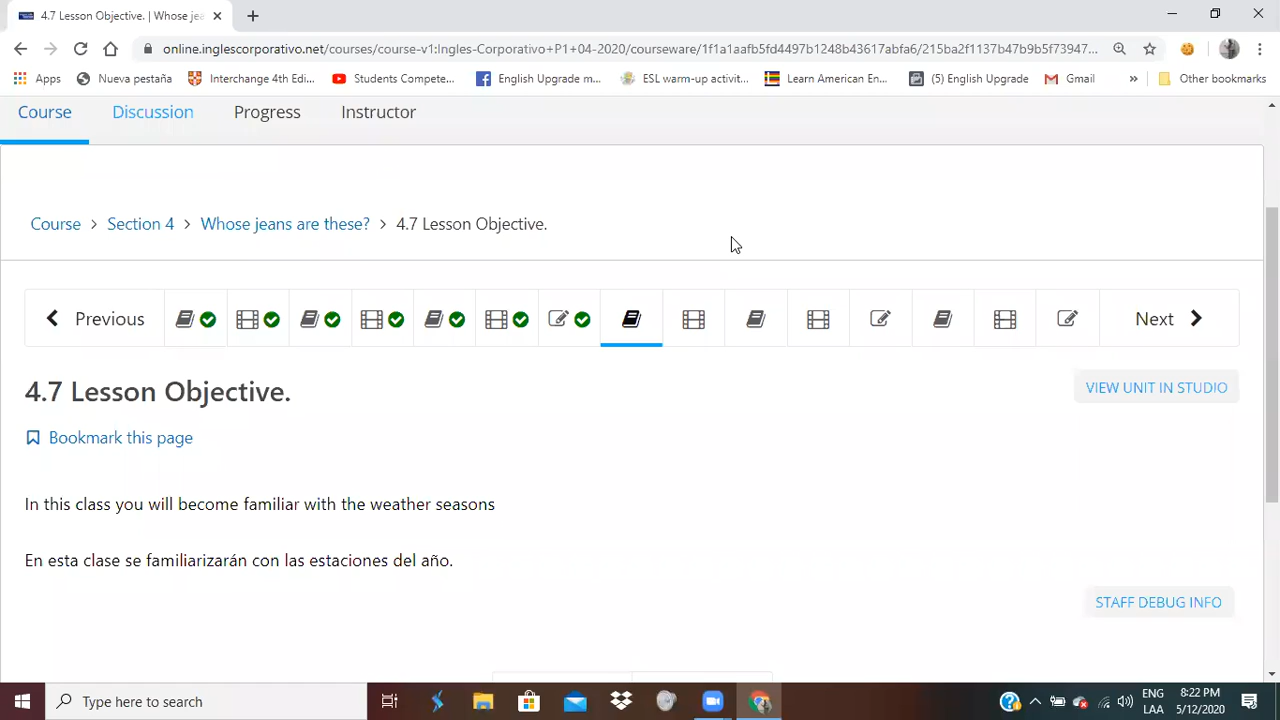 4.7 Lesson Objective. | Whose jea
online.inglescorporativo.net/courses/course-v1:Ingles-Corporativo+P1+04-2020/courseware/1f1a1aafb5fd4497b1248b43617abfa6/215ba2f1137b47b9b5f73947...
Apps Nueva pestaña Interchange 4th Edi... Students Compete... English Upgrade m... ESL warm-up activit... Learn American En... (5) English Upgrade Gmail » Other bookmarks
Course Discussion Progress Instructor
Course > Section 4 > Whose jeans are these? > 4.7 Lesson Objective.
Previous Next
4.7 Lesson Objective.
VIEW UNIT IN STUDIO
Bookmark this page
In this class you will become familiar with the weather seasons
En esta clase se familiarizarán con las estaciones del año.
STAFF DEBUG INFO
Type here to search
ENG 8:22 PM
LAA 5/12/2020